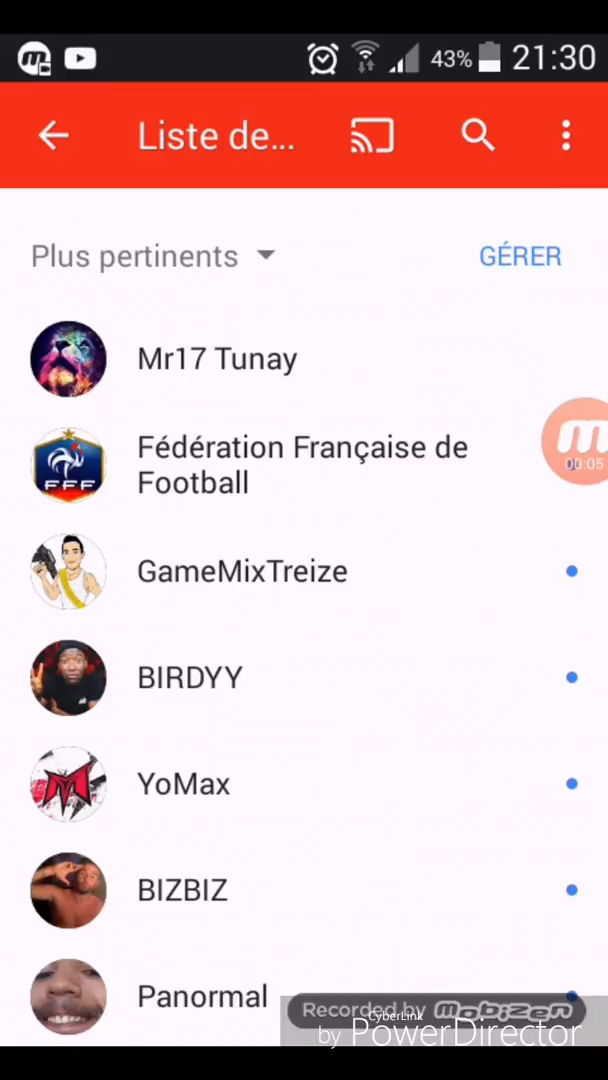 43% 21:30
Liste de...
Plus pertinents
GÉRER
Mr17 Tunay
Fédération Française de
Football
FFF
00:05
GameMixTreize
BIRDYY
YoMax
BIZBIZ
Panormal
Recorded by Mobizen
CyberLink
by PowerDirector